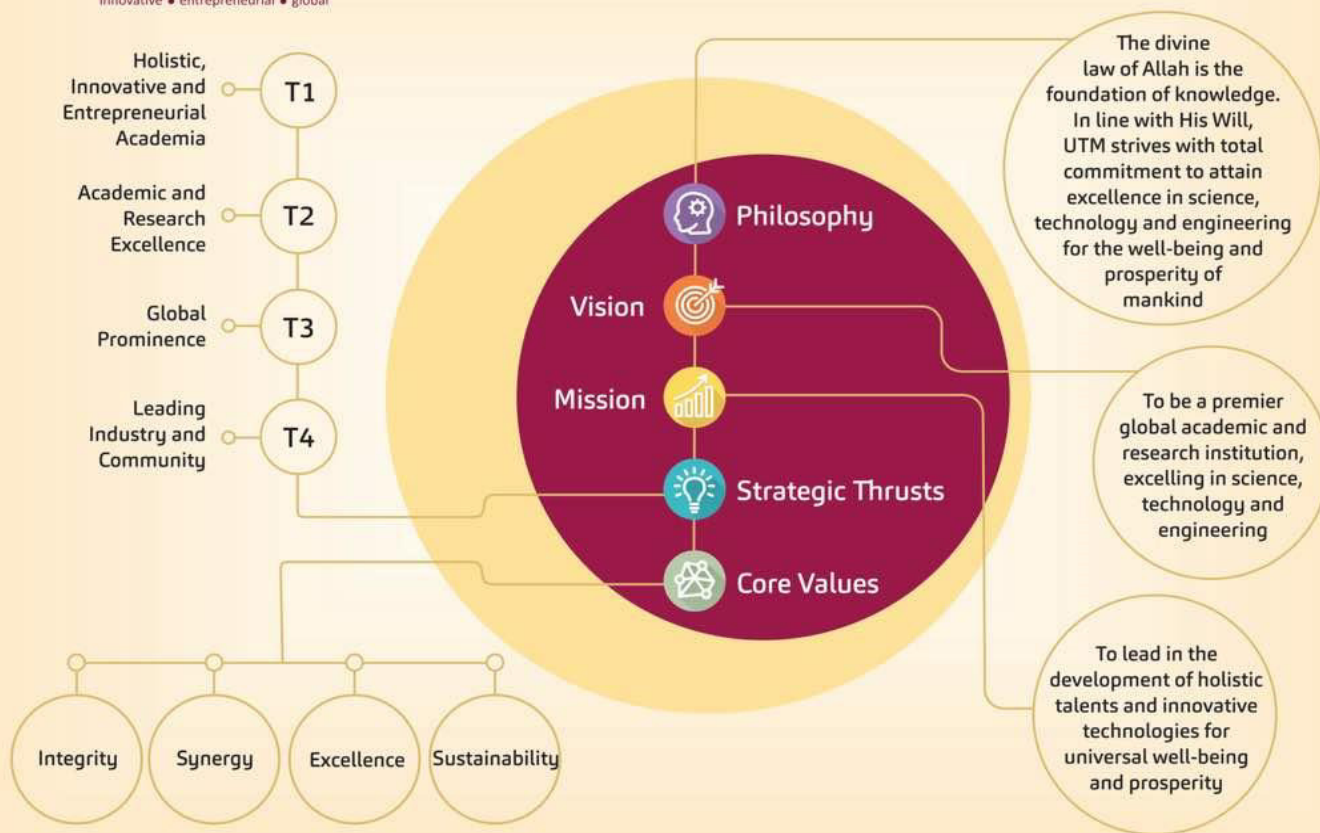 innovative ● entrepreneurial ● global
Holistic,
Innovative and
Entrepreneurial
Academia
T1
Academic and
Research
Excellence
T2
Global
Prominence
T3
Leading
Industry and
Community
T4
Philosophy
Vision
Mission
Strategic Thrusts
Core Values
The divine
law of Allah is the
foundation of knowledge.
In line with His Will,
UTM strives with total
commitment to attain
excellence in science,
technology and engineering
for the well-being and
prosperity of
mankind
To be a premier
global academic and
research institution,
excelling in science,
technology and
engineering
To lead in the
development of holistic
talents and innovative
technologies for
universal well-being
and prosperity
Integrity
Synergy
Excellence
Sustainability